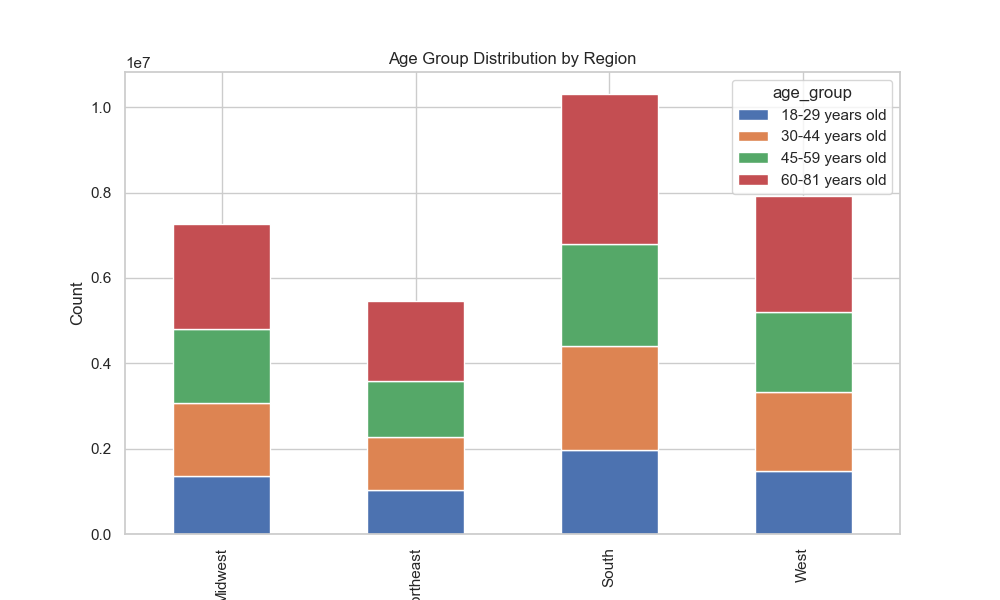 Age Group Distribution by Region
1e7
age_group
18-29 years old
30-44 years old
45-59 years old
60-81 years old
1.0
0.8
0.6
0.4
0.2
0.0
Count
Midwest
ortheast
South
West